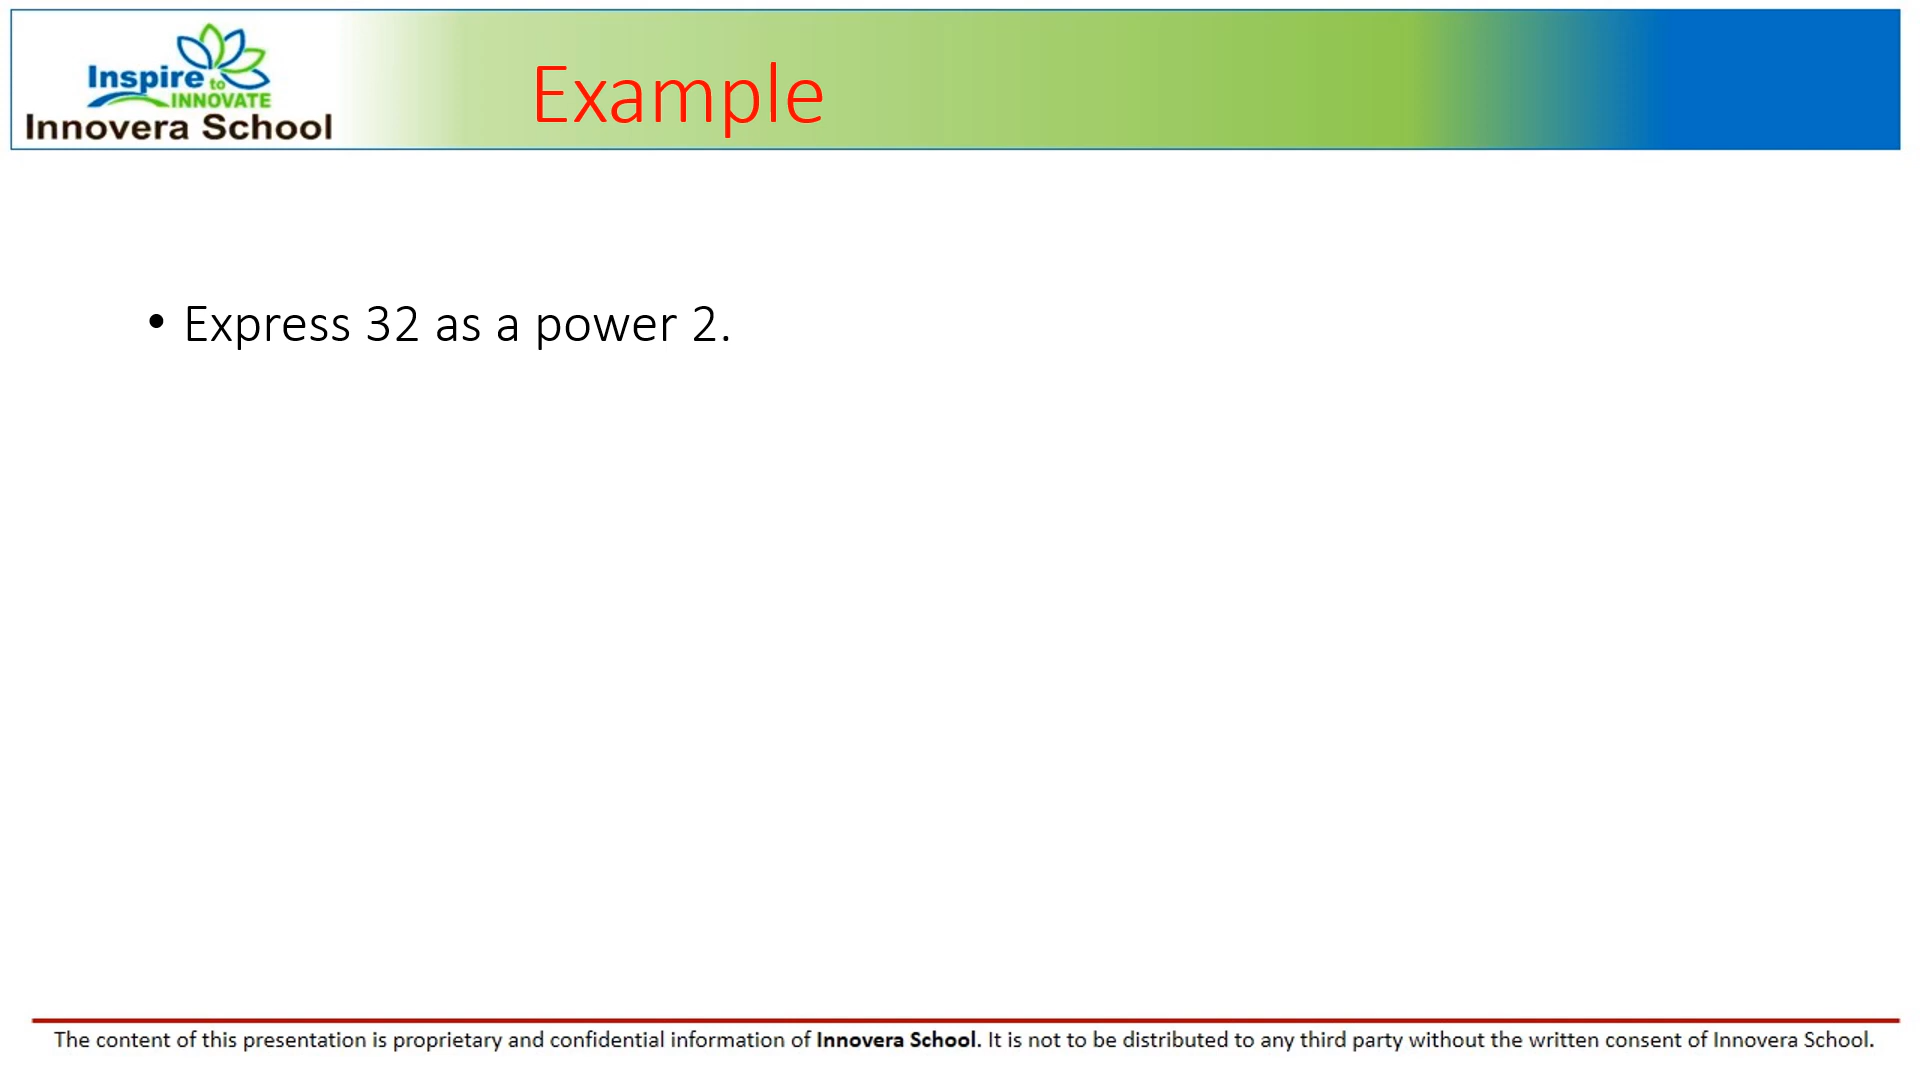 Inspire to
INNOVATE
Innovera School
Example
• Express 32 as a power 2.
The content of this presentation is proprietary and confidential information of Innovera School. It is not to be distributed to any third party without the written consent of Innovera School.